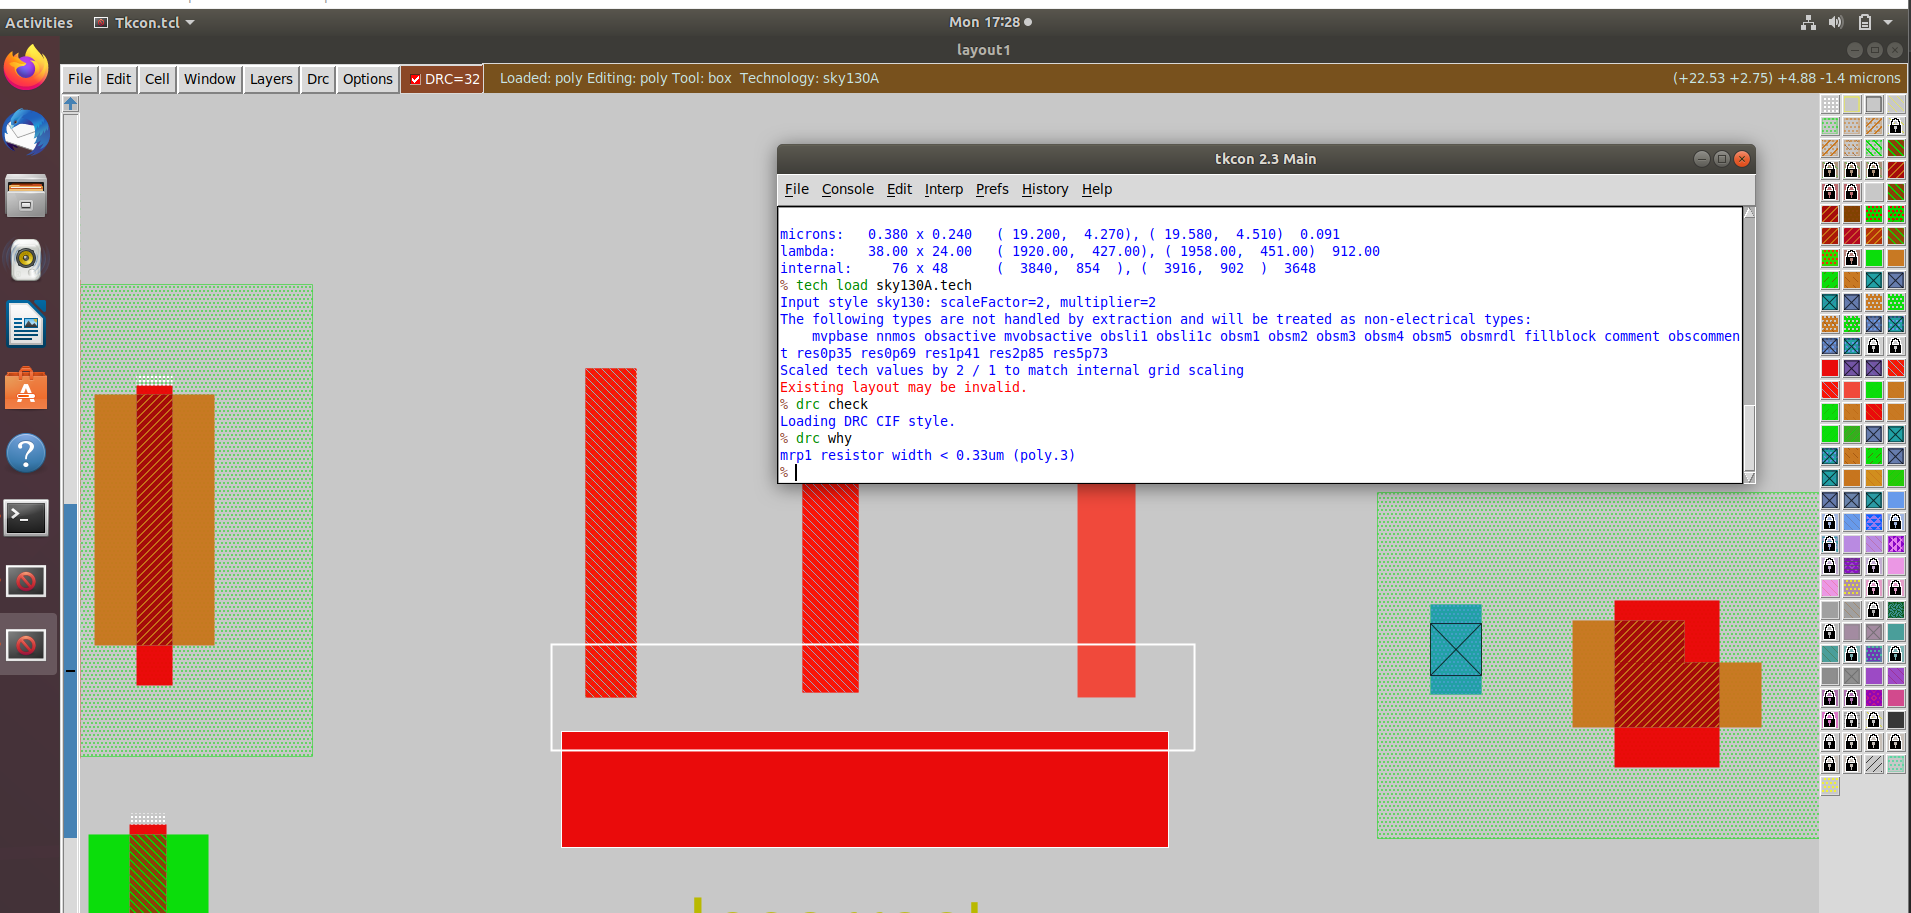 Activities Tkcon.tcl Mon 17:28
layout1
File Edit Cell Window Layers Drc Options DRC=32 Loaded: poly Editing: poly Tool: box Technology: sky130A (+22.53 +2.75) +4.88 -1.4 microns
tkcon 2.3 Main
File Console Edit Interp Prefs History Help
microns: 0.380 x 0.240 ( 19.200, 4.270), ( 19.580, 4.510) 0.091
lambda: 38.00 x 24.00 ( 1920.00, 427.00), ( 1958.00, 451.00) 912.00
internal: 76 x 48 ( 3840, 854 ), ( 3916, 902 ) 3648
% tech load sky130A.tech
Input style sky130: scaleFactor=2, multiplier=2
The following types are not handled by extraction and will be treated as non-electrical types:
mvpbase nnmos obsactive mvobsactive obsli1 obsli1c obsm1 obsm2 obsm3 obsm4 obsm5 obsmrdl fillblock comment obscommen
t res0p35 res0p69 res1p41 res2p85 res5p73
Scaled tech values by 2 / 1 to match internal grid scaling
Existing layout may be invalid.
% drc check
Loading DRC CIF style.
% drc why
mrp1 resistor width < 0.33um (poly.3)
%